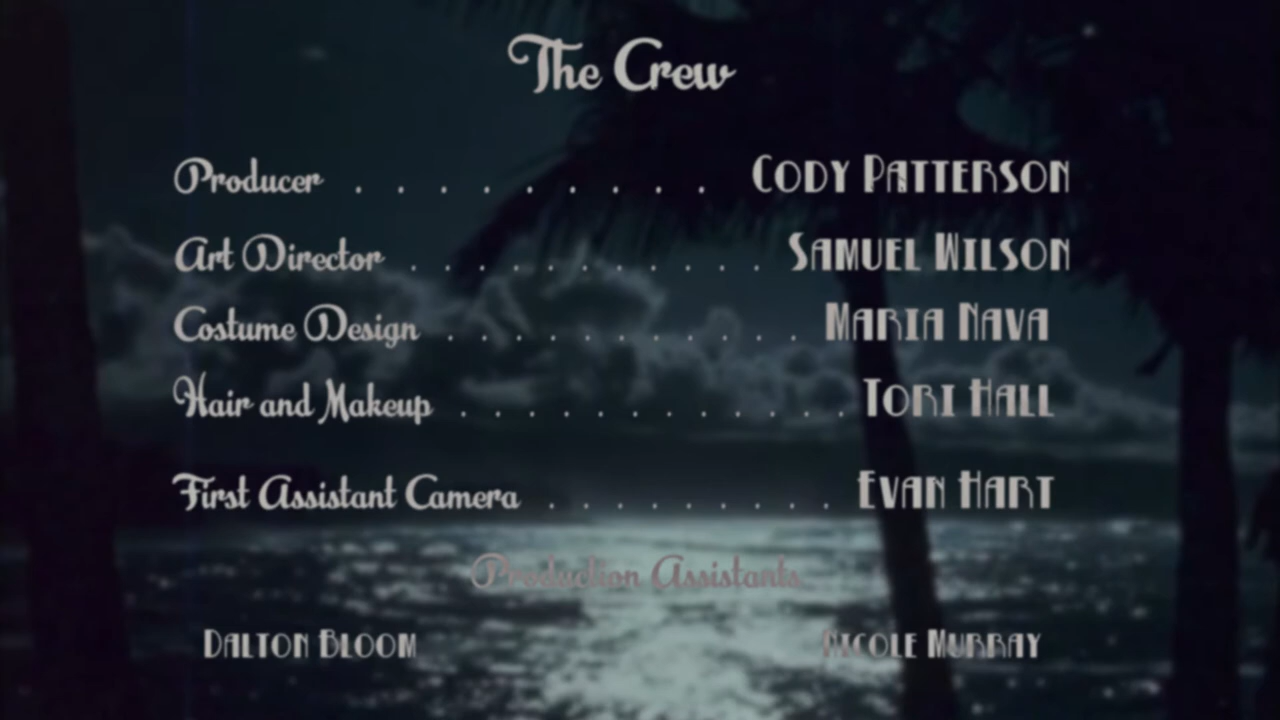 The Crew
Producer . . . . . . . . . CODY PATTERSON
Art Director . . . . . . . . . . . SAMUEL WILSON
Costume Design . . . . . . . . . . . MARIA NAVA
Hair and Makeup . . . . . . . . . . . . TORI HALL
First Assistant Camera . . . . . . . . . EVAN HART
Production Assistants
DALTON BLOOM NICOLE MURRAY